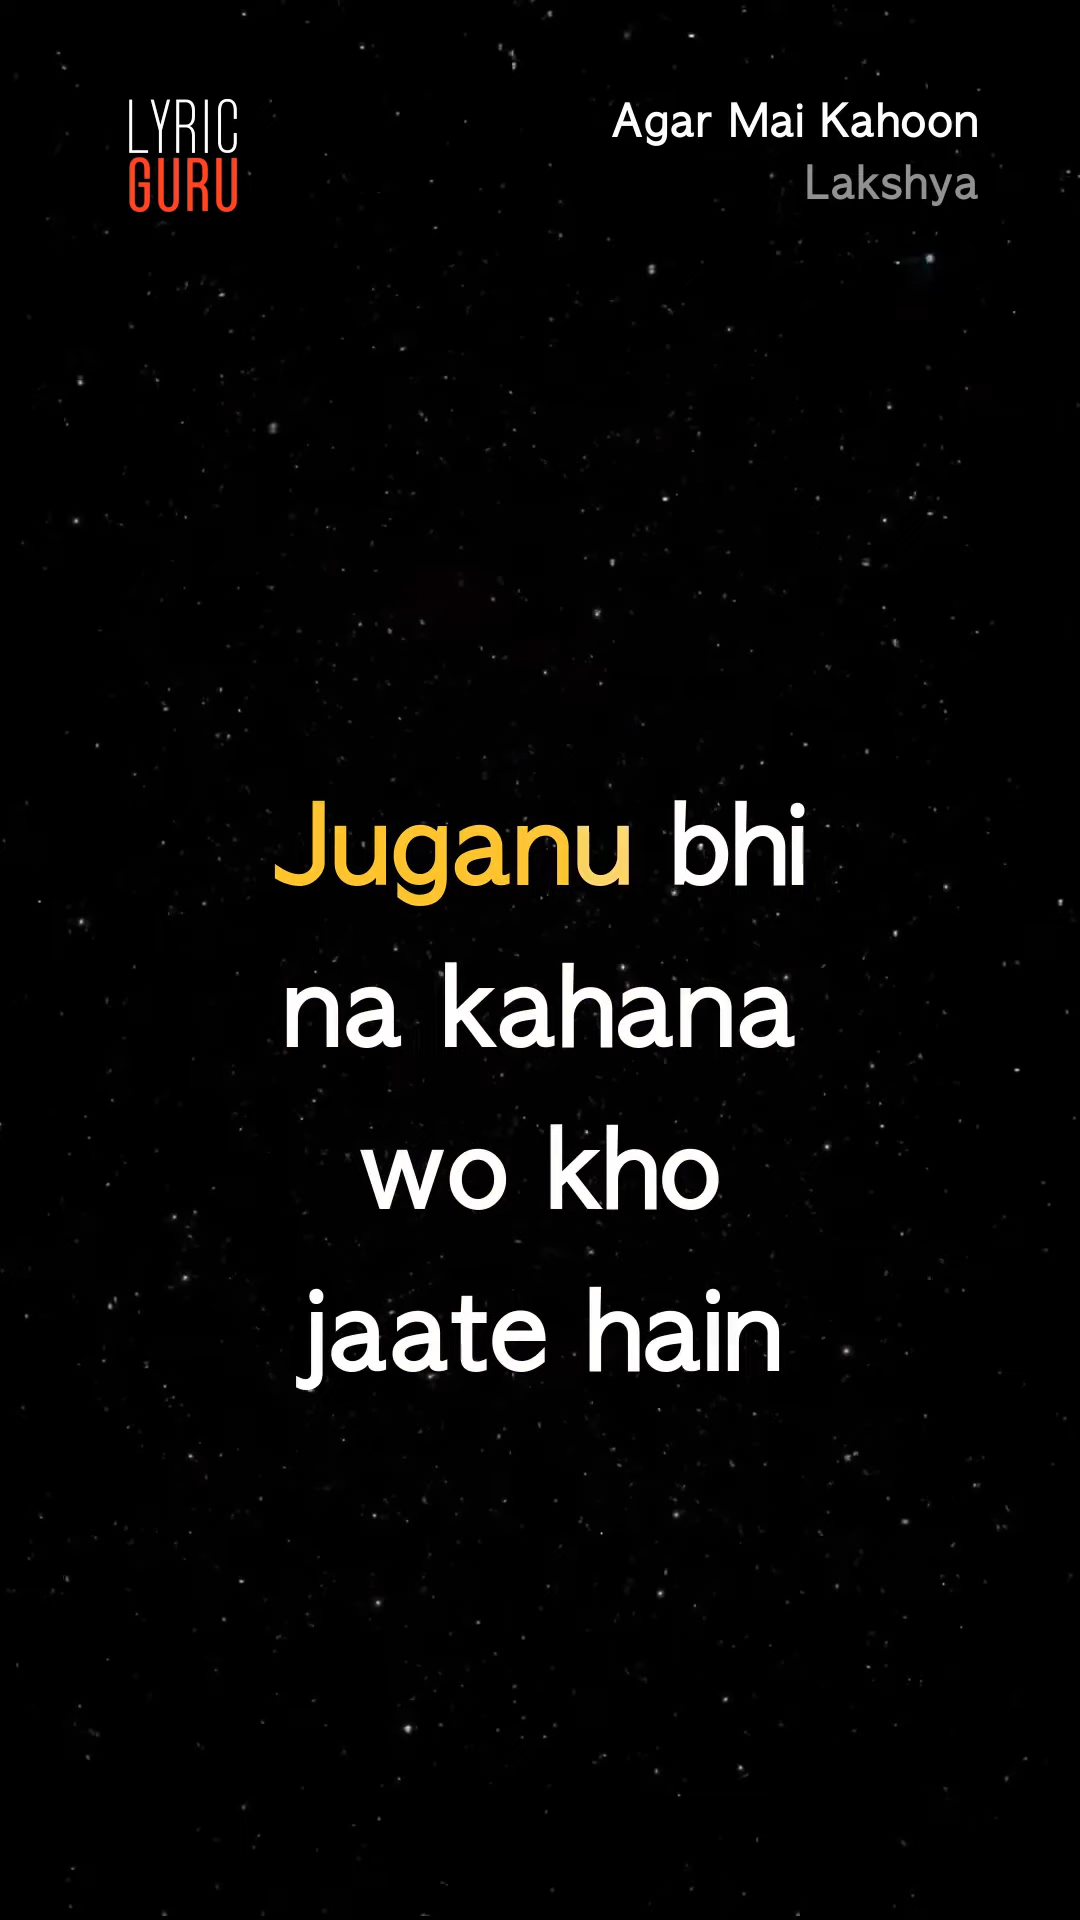 LYRIC
GURU
Agar Mai Kahoon
Lakshya
Juganu bhi
na kahana
wo kho
jaate hain